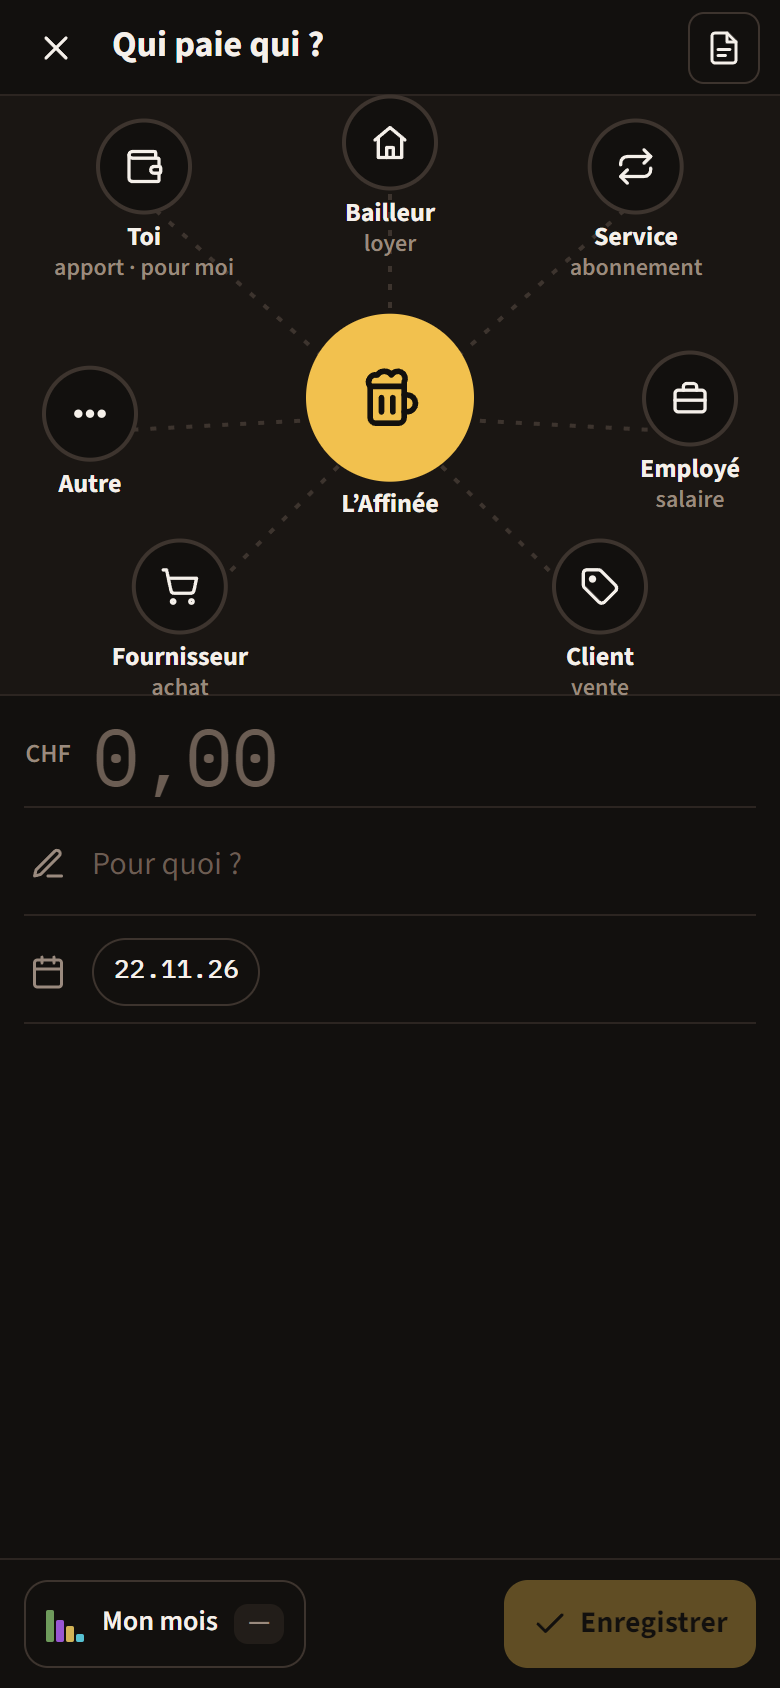 Qui paie qui ?
Bailleur
loyer
Toi
apport · pour moi
Service
abonnement
Autre
L’Affinée
Employé
salaire
Fournisseur
achat
Client
vente
CHF 0,00
Pour quoi ?
22.11.26
Mon mois —
Enregistrer